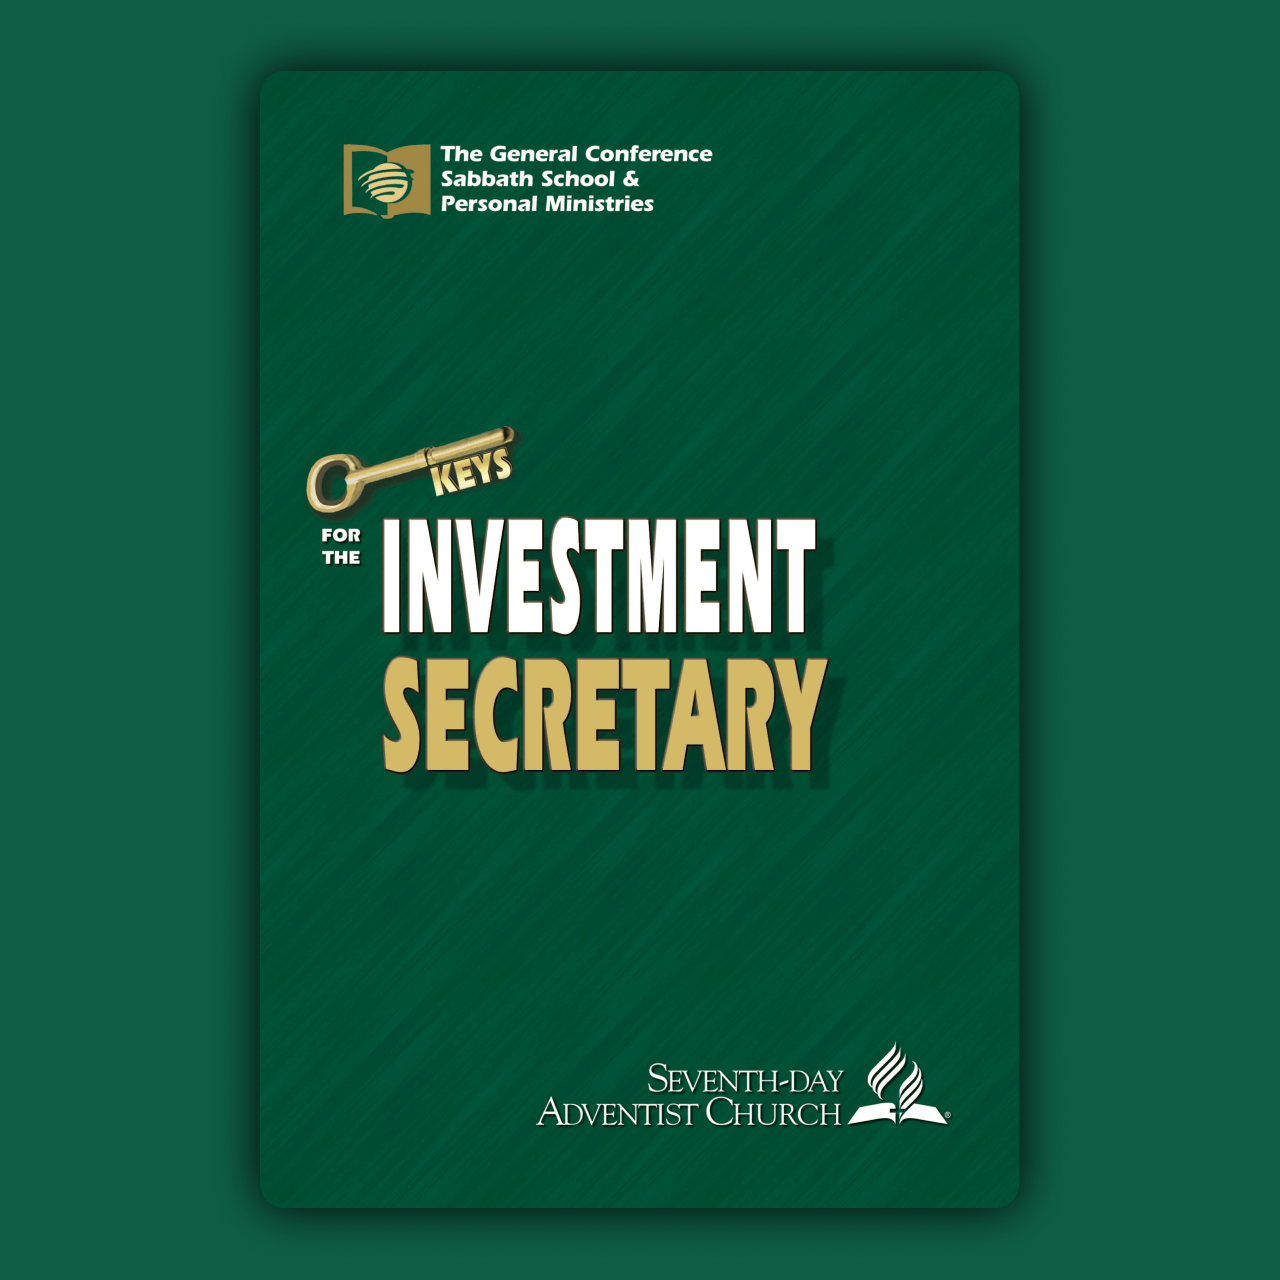 The General Conference
Sabbath School &
Personal Ministries
KEYS
FOR
THE
INVESTMENT
SECRETARY
SEVENTH-DAY
ADVENTIST CHURCH ®